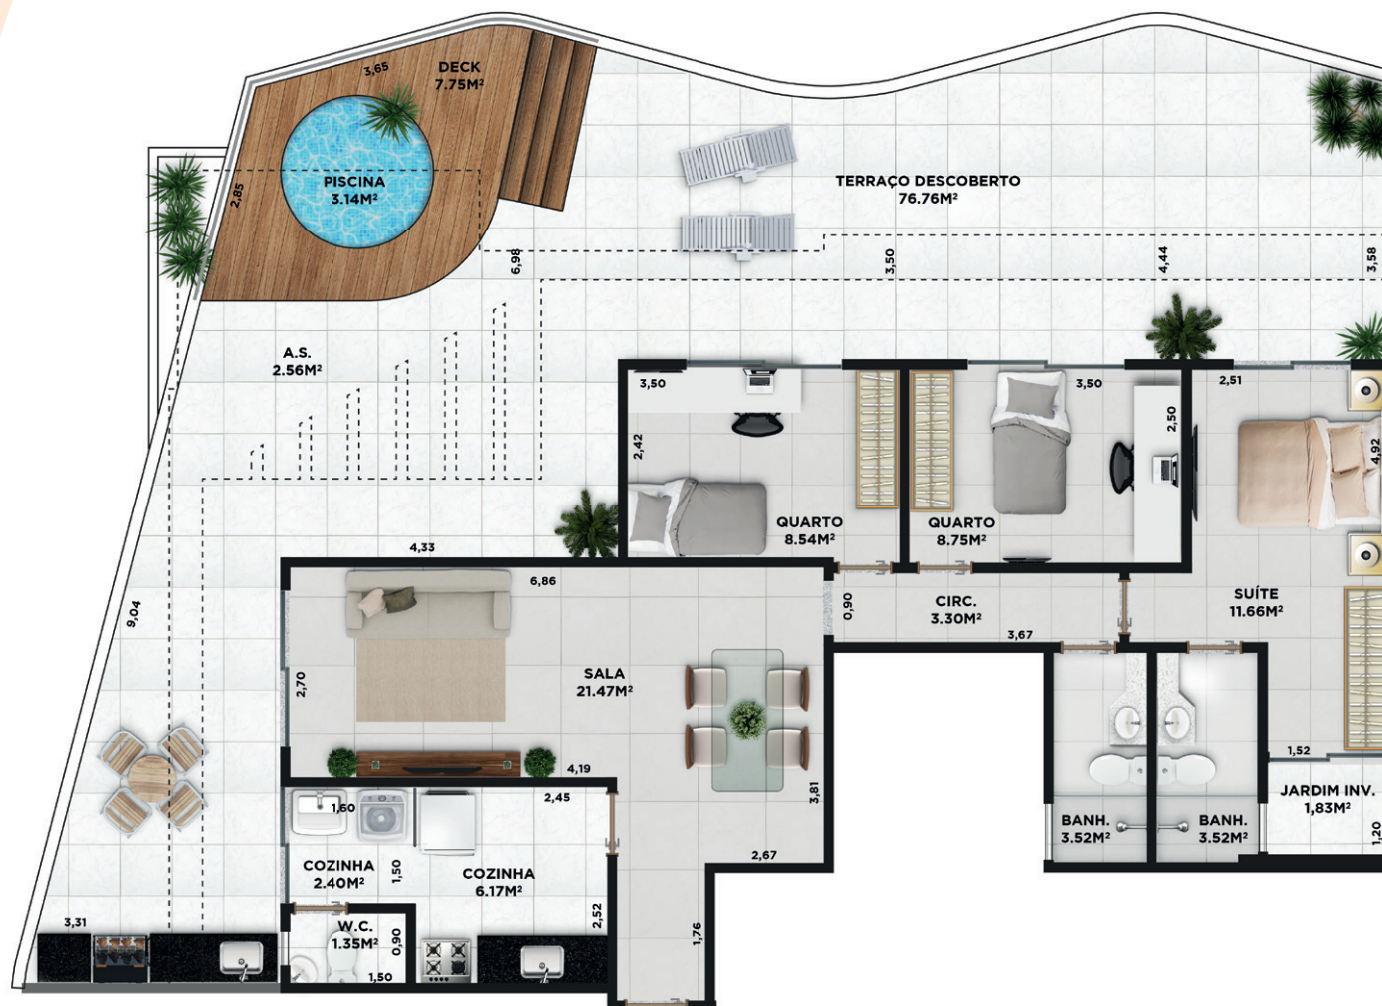 3,65
DECK
7.75M²
PISCINA
3.14M²
2,85
TERRAÇO DESCOBERTO
76.76M²
6,98
3,50
4,44
3,58
A.S.
2.56M²
3,50
3,50
2,51
2,42
2,50
4,92
QUARTO
8.54M²
QUARTO
8.75M²
4,33
6,86
9,04
0,90
CIRC.
3.30M²
3,67
SUÍTE
11.66M²
2,70
SALA
21.47M²
4,19
1,52
1,60
2,45
3,81
JARDIM INV.
1,83M²
BANH.
3.52M²
BANH.
3.52M²
1,20
2,67
COZINHA
2.40M²
1,50
COZINHA
6.17M²
3,31
W.C.
1.35M²
0,90
2,52
1,76
1,50